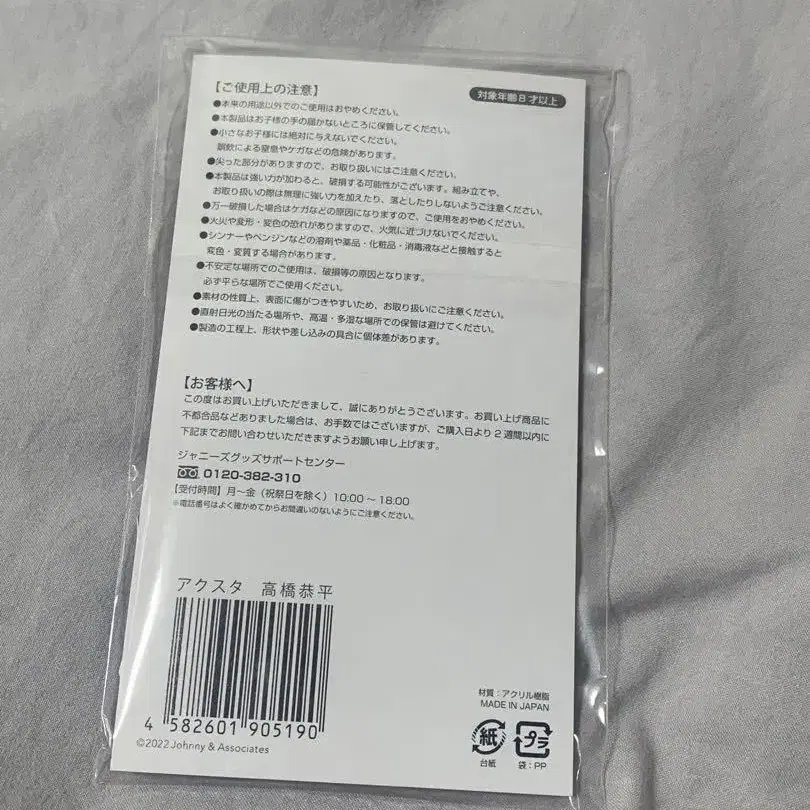 【ご使用上の注意】
対象年齢8才以上
●本来の用途以外でのご使用はおやめください。
●本製品はお子様の手の届かないところに保管してください。
●小さなお子様には絶対に与えないでください。
誤飲による窒息やケガなどの危険があります。
●尖った部分がありますので、お取り扱いにはご注意ください。
●本製品は強い力が加わると、破損する可能性がございます。組み立てや、
お取り扱いの際は無理に強い力を加えたり、落としたりしないようご注意ください。
●万一破損した場合はケガなどの原因になりますので、ご使用をおやめください。
●火災や変形・変色の恐れがありますので、火気に近づけないでください。
●シンナーやベンジンなどの溶剤や薬品・化粧品・消毒液などと接触すると
変色・変質する場合があります。
●不安定な場所でのご使用は、破損等の原因となります。
必ず平らな場所でご使用ください。
●素材の性質上、表面に傷がつきやすいため、お取り扱いにご注意ください。
●直射日光の当たる場所や、高温・多湿な場所での保管は避けてください。
●製造の工程上、形状や差し込みの具合に個体差があります。
【お客様へ】
この度はお買い上げいただきまして、誠にありがとうございます。お買い上げ商品に
不都合品などありました場合は、お手数ではございますが、ご購入日より2週間以内に
下記までお問い合わせいただきますようお願い申し上げます。
ジャニーズグッズサポートセンター
0120-382-310
【受付時間】月〜金(祝祭日を除く)10:00〜18:00
※電話番号はよく確かめてからお間違いのないようにご注意ください。
アクスタ 高橋恭平
4 582601 905190
©2022 Johnny & Associates
材質:アクリル樹脂
MADE IN JAPAN
紙 プラ
台紙 袋:PP